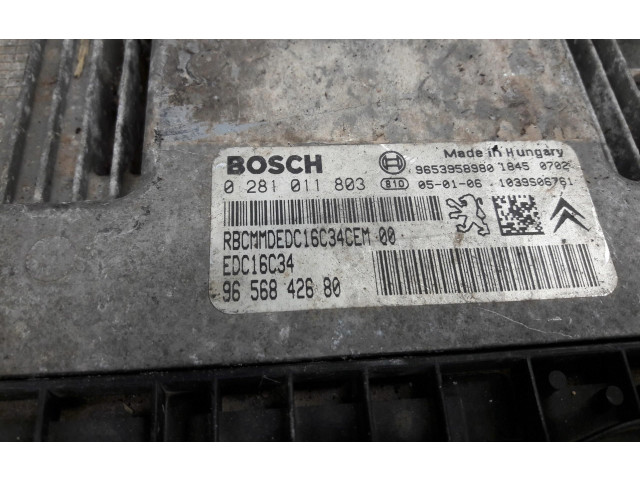 BOSCH
Made in Hungary
9653958980 1845 0702
0 281 011 803 810 05-01-06 1039S06761
RBCMMDEDC16C34CEM 00
EDC16C34
96 568 426 80